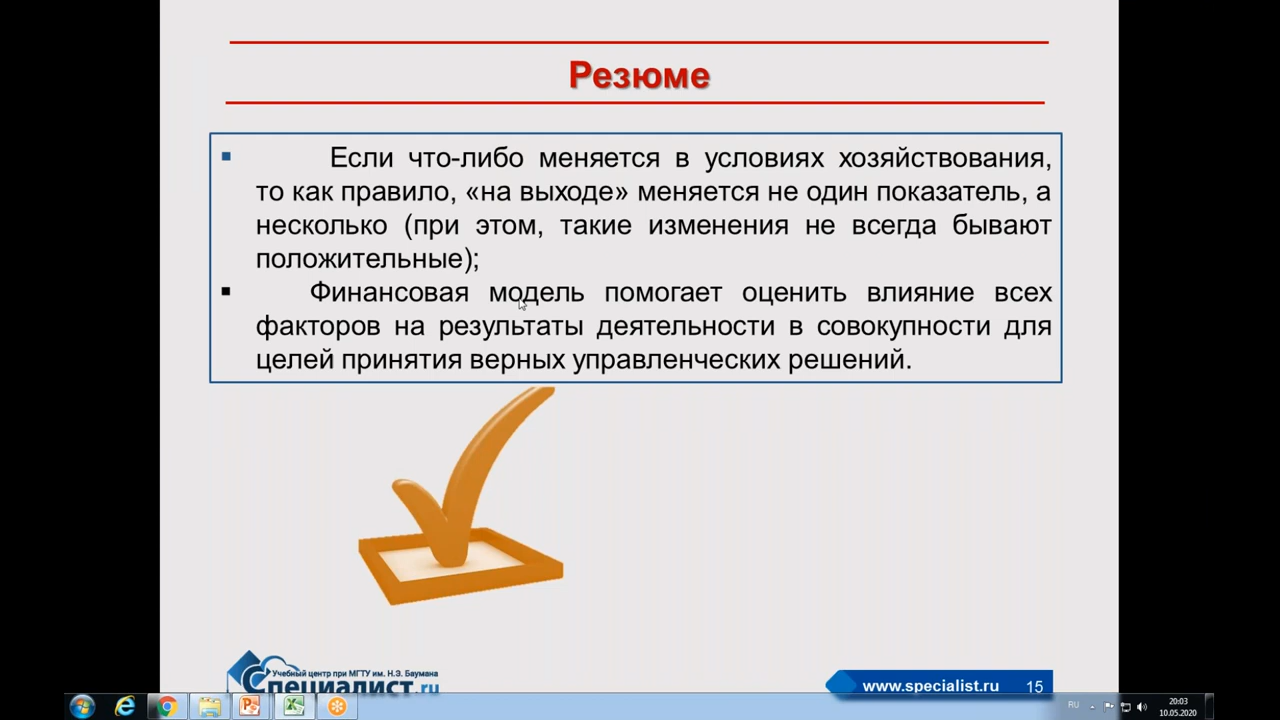 Резюме
Если что-либо меняется в условиях хозяйствования,
то как правило, «на выходе» меняется не один показатель, а
несколько (при этом, такие изменения не всегда бывают
положительные);
Финансовая модель помогает оценить влияние всех
факторов на результаты деятельности в совокупности для
целей принятия верных управленческих решений.
Учебный центр при МГТУ им. Н.Э. Баумана
Специалист.ru
www.specialist.ru 15
RU
20:03
10.05.2020